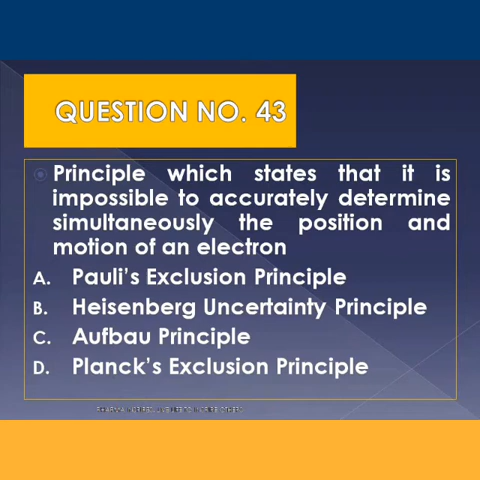 QUESTION NO. 43
Principle which states that it is
impossible to accurately determine
simultaneously the position and
motion of an electron
A. Pauli's Exclusion Principle
B. Heisenberg Uncertainty Principle
C. Aufbau Principle
D. Planck's Exclusion Principle